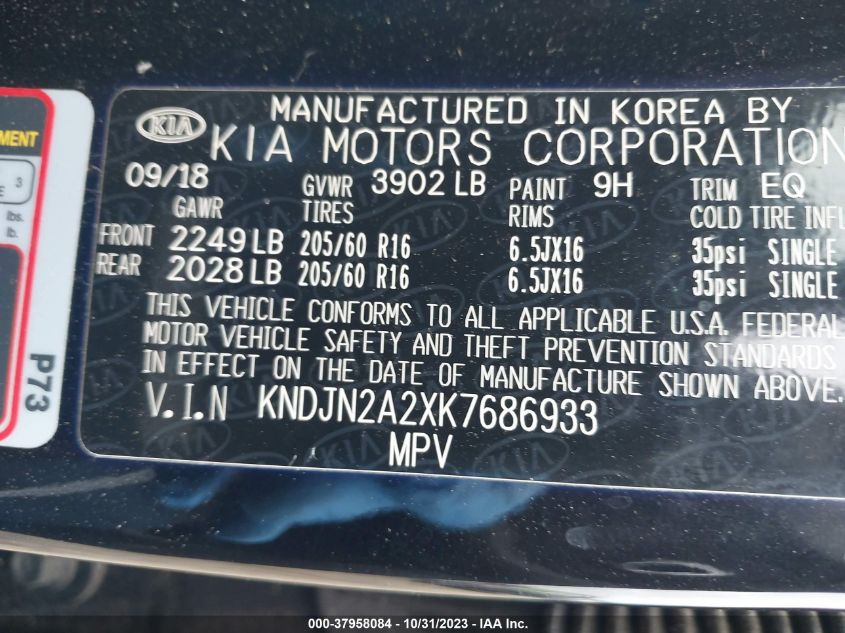 MANUFACTURED IN KOREA BY
KIA KIA MOTORS CORPORATION
09/18 GVWR 3902 LB PAINT 9H TRIM EQ
GAWR TIRES RIMS COLD TIRE INFL
FRONT 2249 LB 205/60 R16 6.5JX16 35psi SINGLE
REAR 2028 LB 205/60 R16 6.5JX16 35psi SINGLE
THIS VEHICLE CONFORMS TO ALL APPLICABLE U.S.A. FEDERAL
MOTOR VEHICLE SAFETY AND THEFT PREVENTION STANDARDS
IN EFFECT ON THE DATE OF MANUFACTURE SHOWN ABOVE.
V.I.N KNDJN2A2XK7686933
MPV
MENT
3
E
lbs.
lb.
P73
000-37958084 - 10/31/2023 - IAA Inc.